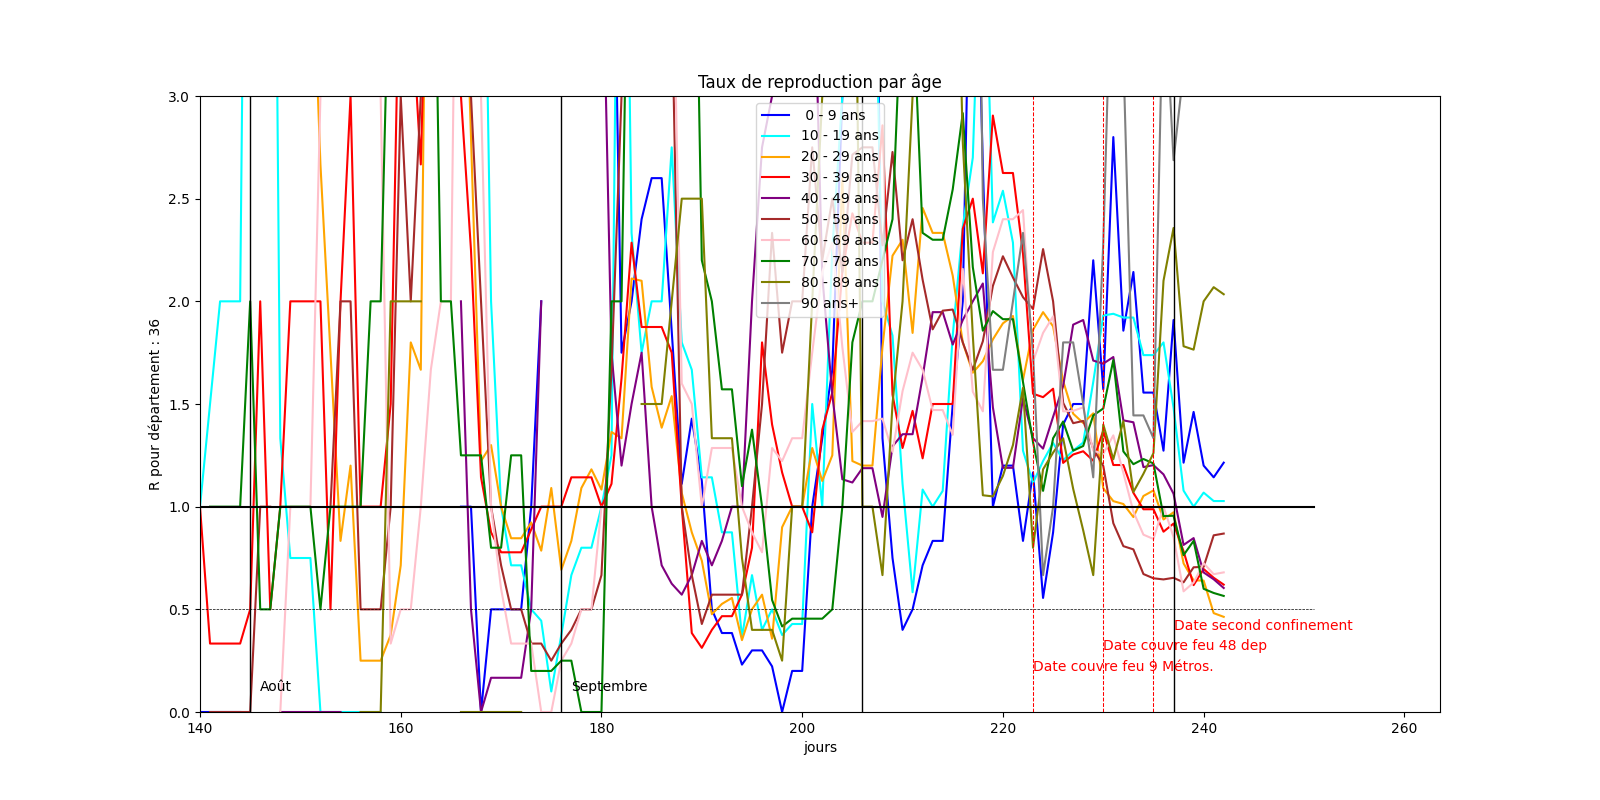 Taux de reproduction par âge
3.0
2.5
2.0
1.5
1.0
0.5
0.0
R pour département : 36
0 - 9 ans
10 - 19 ans
20 - 29 ans
30 - 39 ans
40 - 49 ans
50 - 59 ans
60 - 69 ans
70 - 79 ans
80 - 89 ans
90 ans+
Date second confinement
Date couvre feu 48 dep
Date couvre feu 9 Métros.
Août
Septembre
140 160 180 200 220 240 260
jours